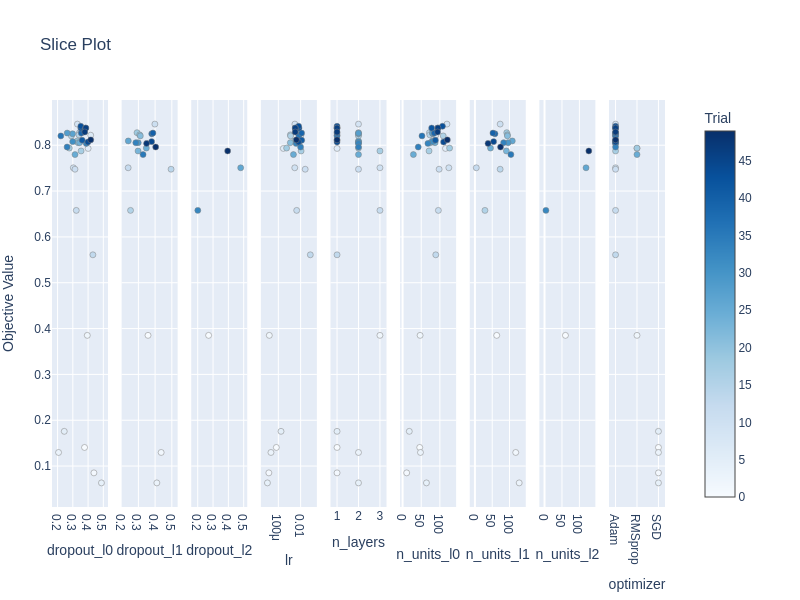 Slice Plot
Trial
Objective Value
0.8
0.7
0.6
0.5
0.4
0.3
0.2
0.1
45
40
35
30
25
20
15
10
5
0
0.2 0.3 0.4 0.5
0.2 0.3 0.4 0.5
0.2 0.3 0.4 0.5
100μ 0.01
1 2 3
0 50 100
0 50 100
0 50 100
Adam RMSprop SGD
dropout_l0 dropout_l1 dropout_l2 lr n_layers n_units_l0 n_units_l1 n_units_l2 optimizer